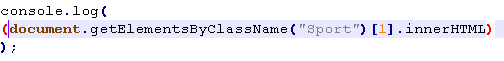 console.log(
(document.getElementsByClassName("Sport")[1].innerHTML)
);